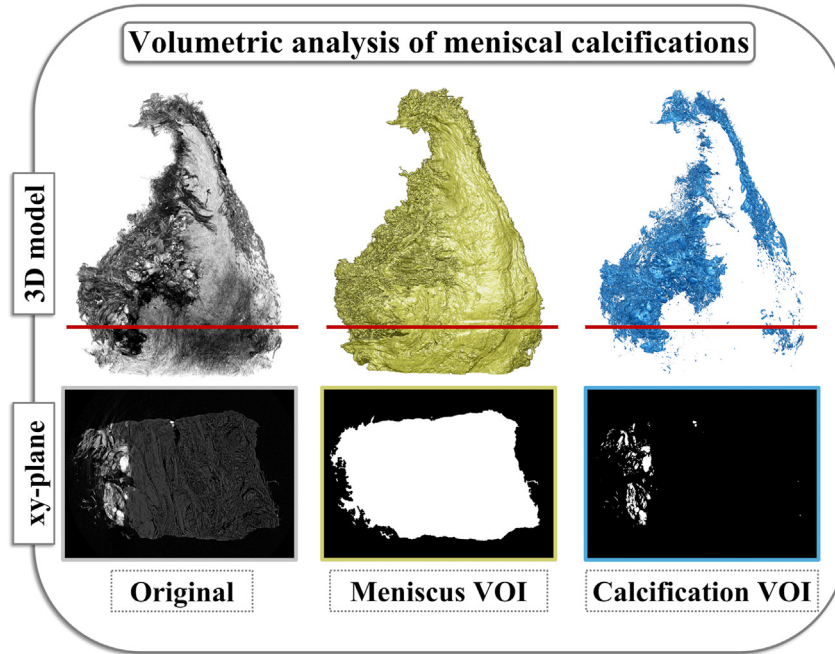 Volumetric analysis of meniscal calcifications
3D model
xy-plane
Original
Meniscus VOI
Calcification VOI